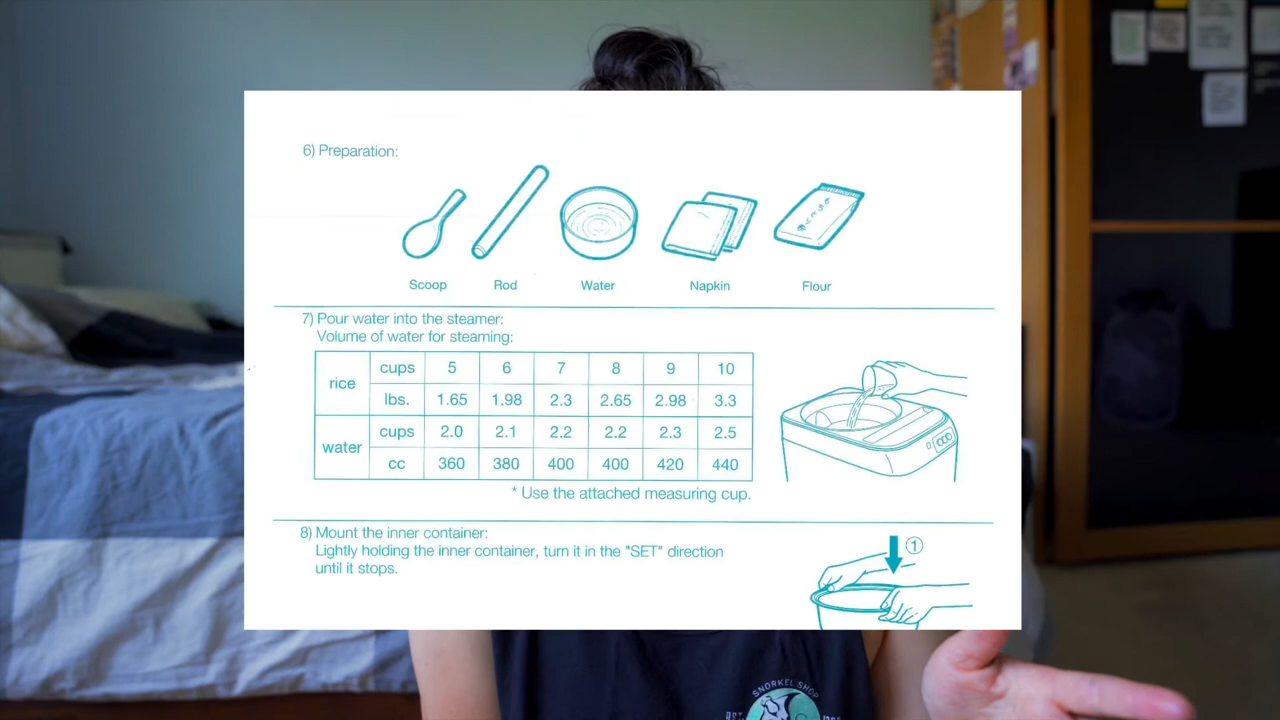 6) Preparation:
Scoop Rod Water Napkin Flour
7) Pour water into the steamer:
Volume of water for steaming:
rice cups 5 6 7 8 9 10
lbs. 1.65 1.98 2.3 2.65 2.98 3.3
water cups 2.0 2.1 2.2 2.2 2.3 2.5
cc 360 380 400 400 420 440
* Use the attached measuring cup.
8) Mount the inner container:
Lightly holding the inner container, turn it in the "SET" direction
until it stops.
①
SNORKEL SHOP